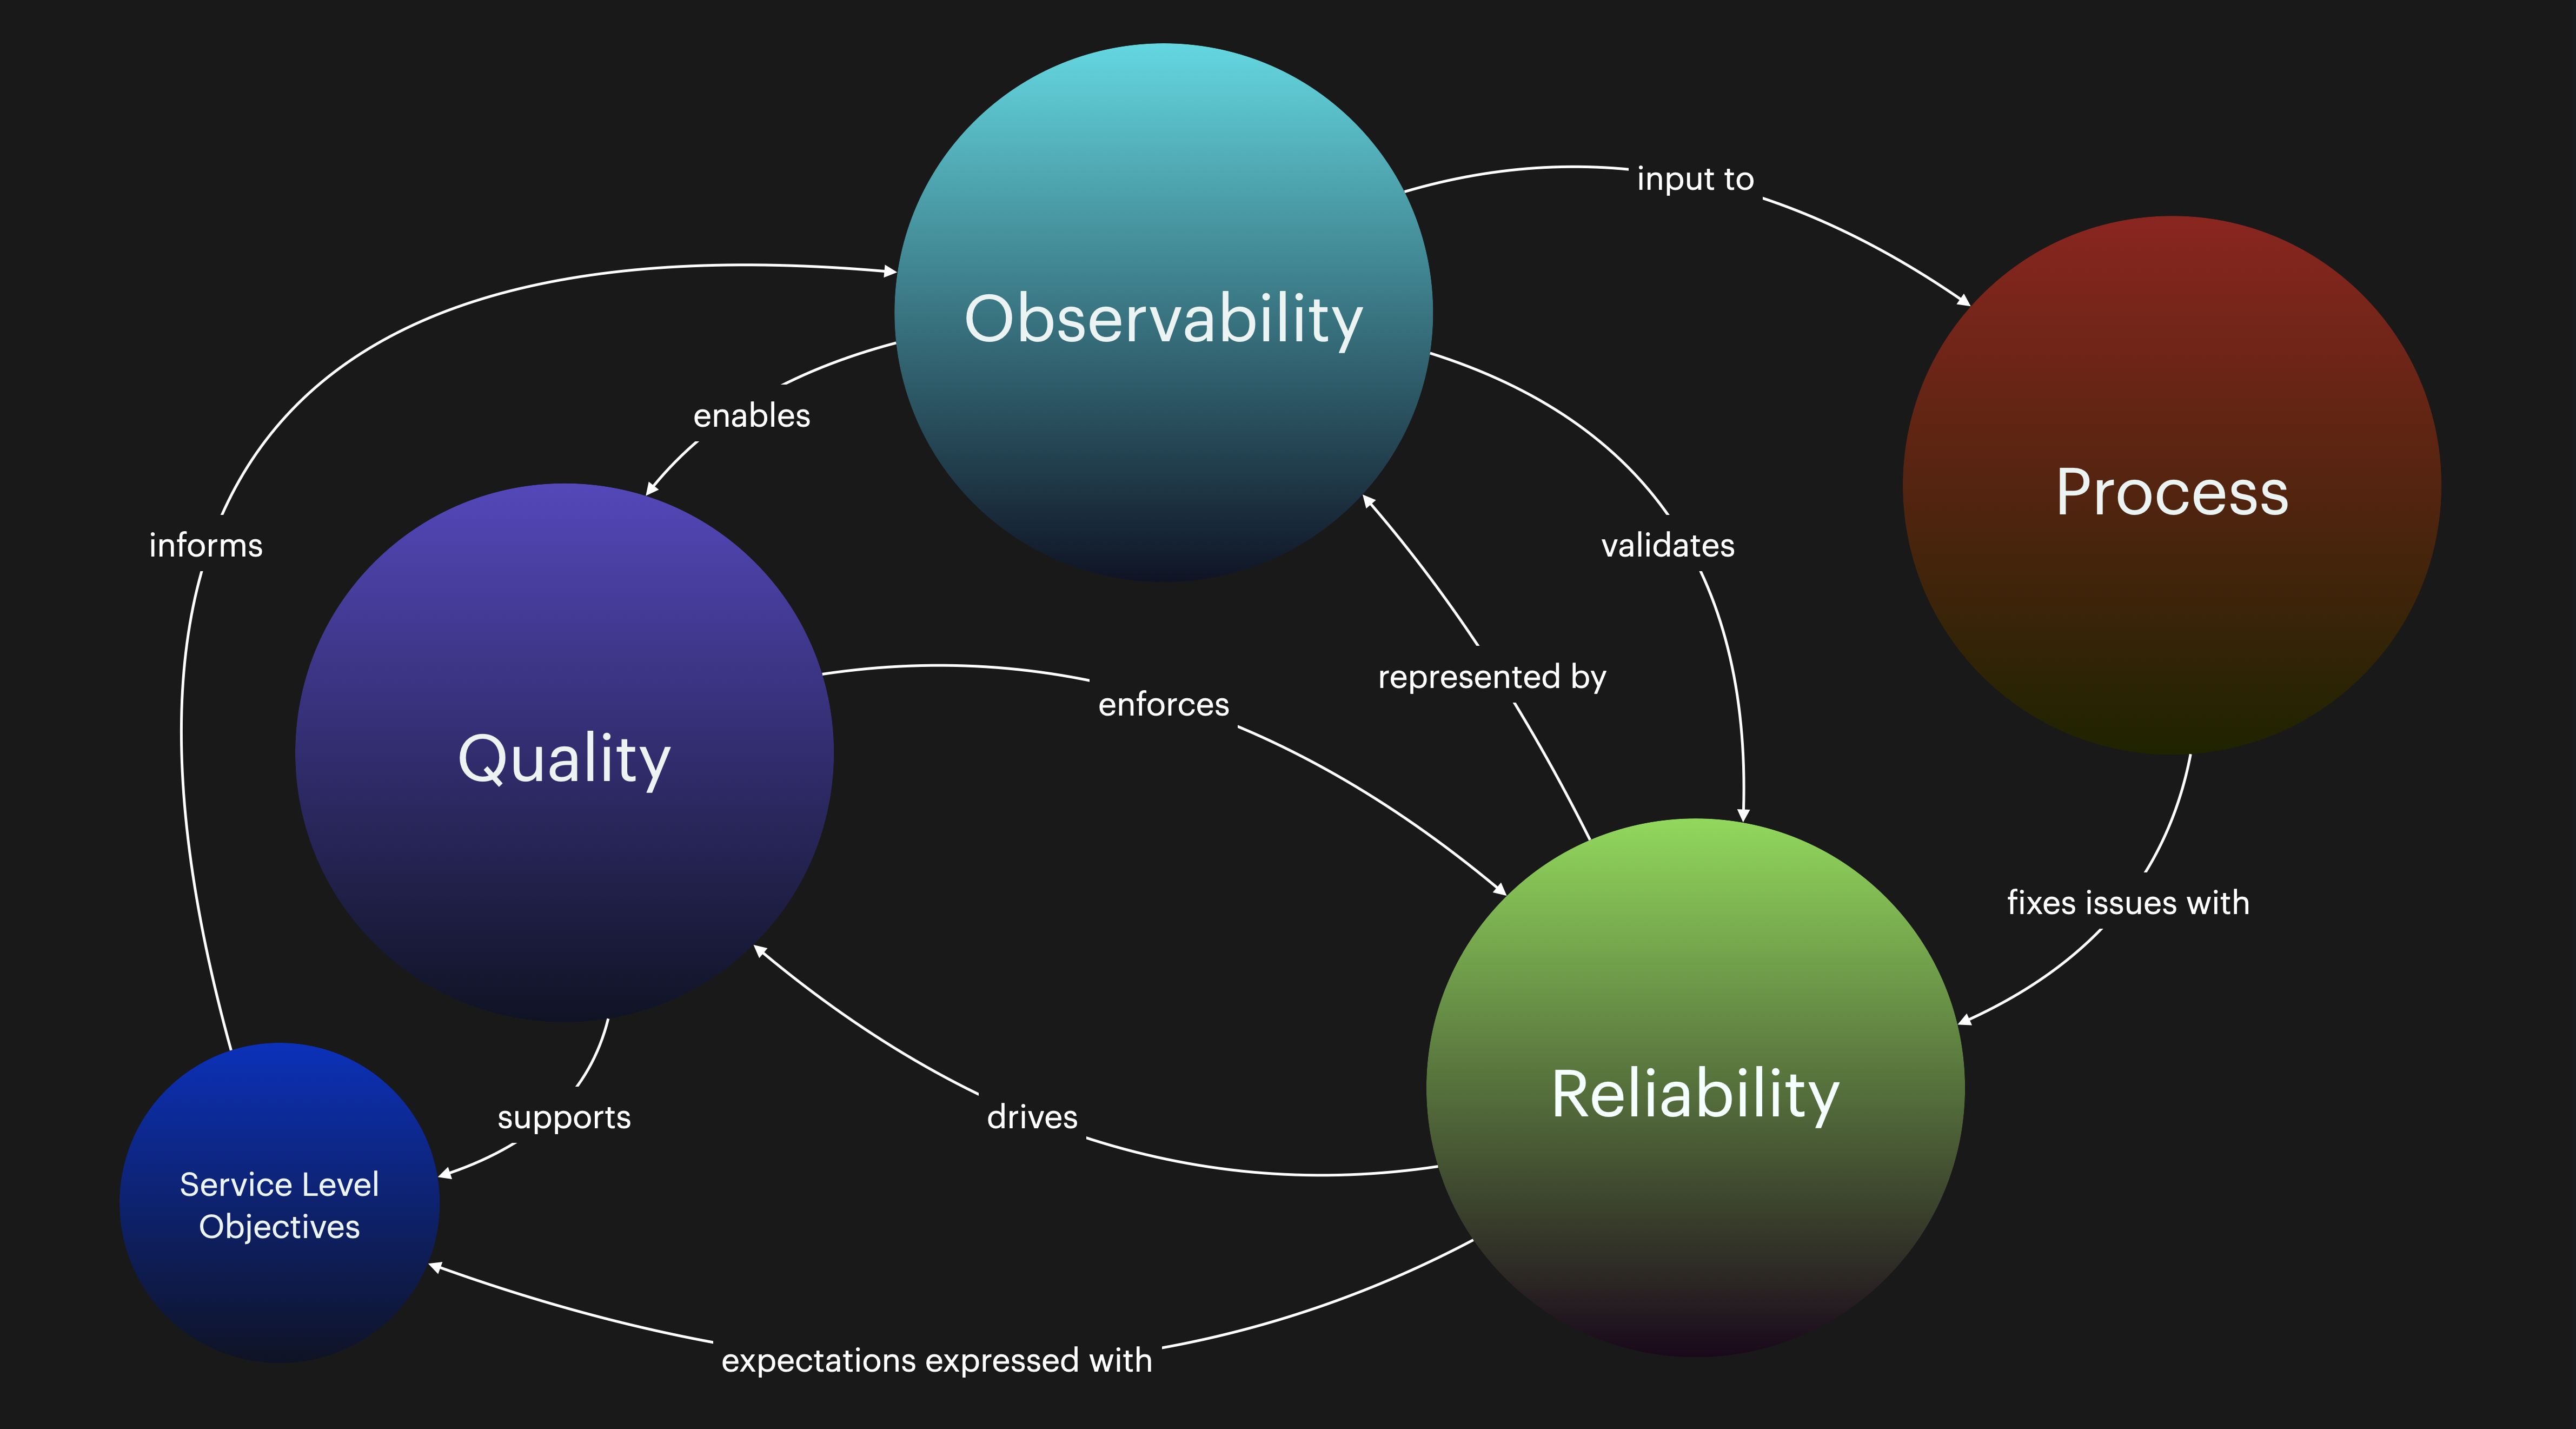 Observability
input to
Process
enables
informs
validates
represented by
enforces
Quality
fixes issues with
Reliability
drives
supports
Service Level
Objectives
expectations expressed with